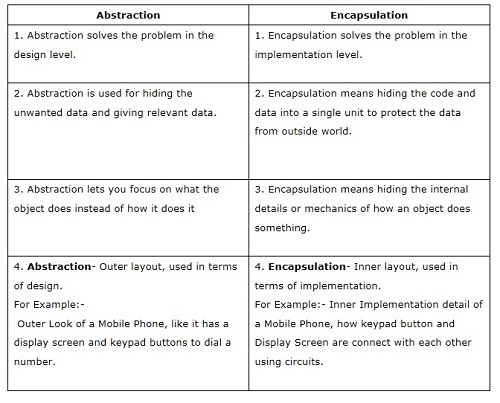 Abstraction
Encapsulation
1. Abstraction solves the problem in the
design level.
1. Encapsulation solves the problem in the
implementation level.
2. Abstraction is used for hiding the
unwanted data and giving relevant data.
2. Encapsulation means hiding the code and
data into a single unit to protect the data
from outside world.
3. Abstraction lets you focus on what the
object does instead of how it does it
3. Encapsulation means hiding the internal
details or mechanics of how an object does
something.
4. Abstraction- Outer layout, used in terms
of design.
For Example:-
Outer Look of a Mobile Phone, like it has a
display screen and keypad buttons to dial a
number.
4. Encapsulation- Inner layout, used in
terms of implementation.
For Example:- Inner Implementation detail of
a Mobile Phone, how keypad button and
Display Screen are connect with each other
using circuits.